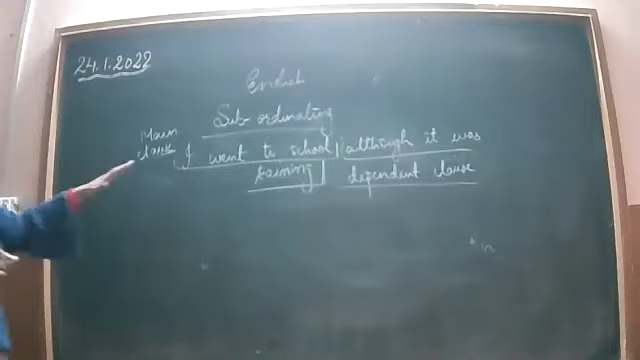 24.1.2022
English
Sub ordinating
Main
clause I went to school | although it was
raining | dependent clause